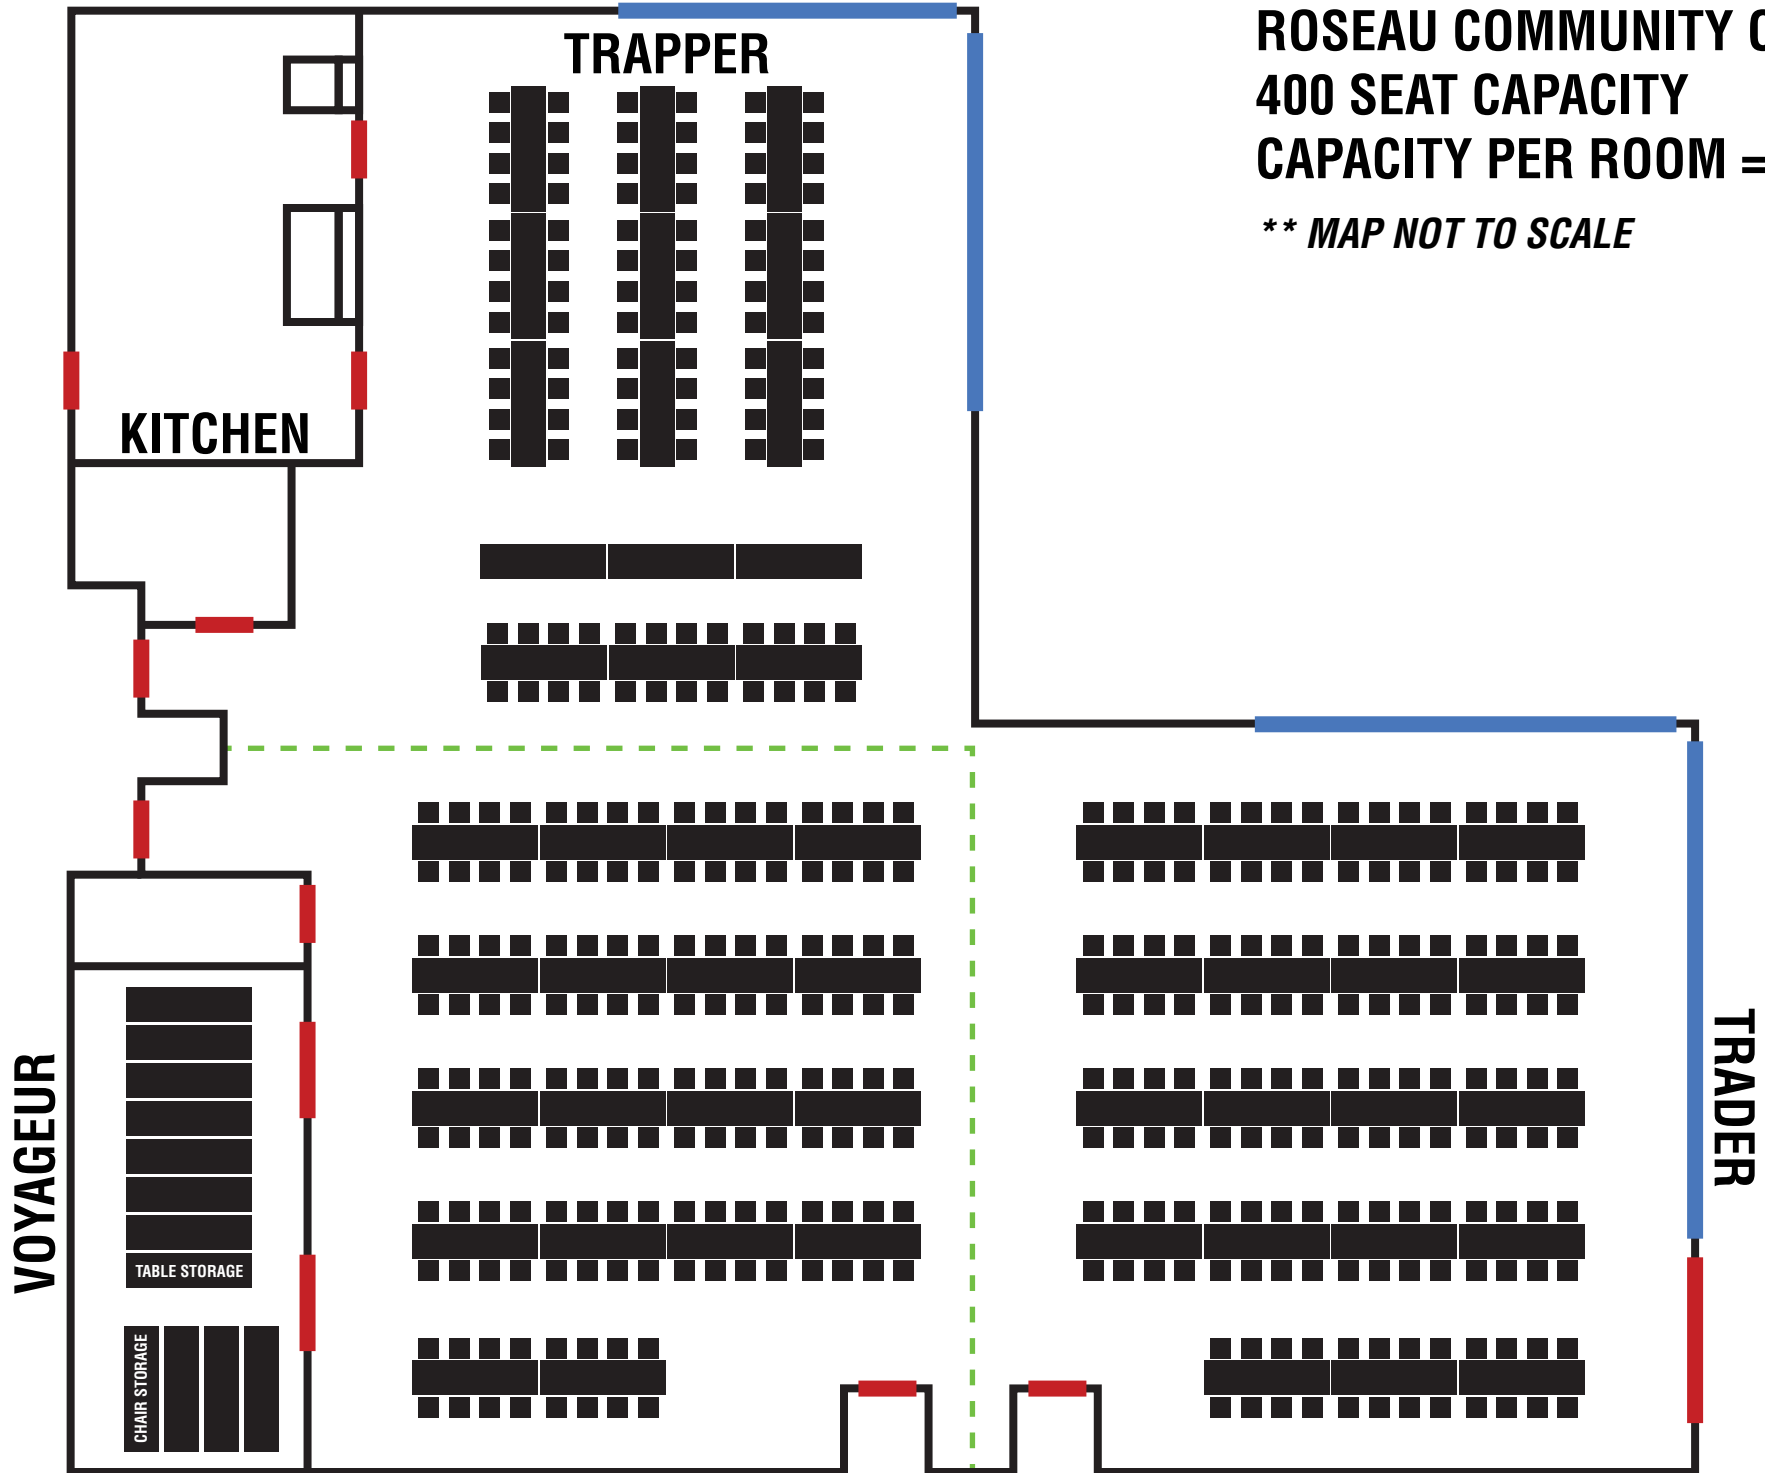 TRAPPER
ROSEAU COMMUNITY
400 SEAT CAPACITY
CAPACITY PER ROOM =
** MAP NOT TO SCALE
KITCHEN
VOYAGEUR
TRADER
TABLE STORAGE
CHAIR STORAGE